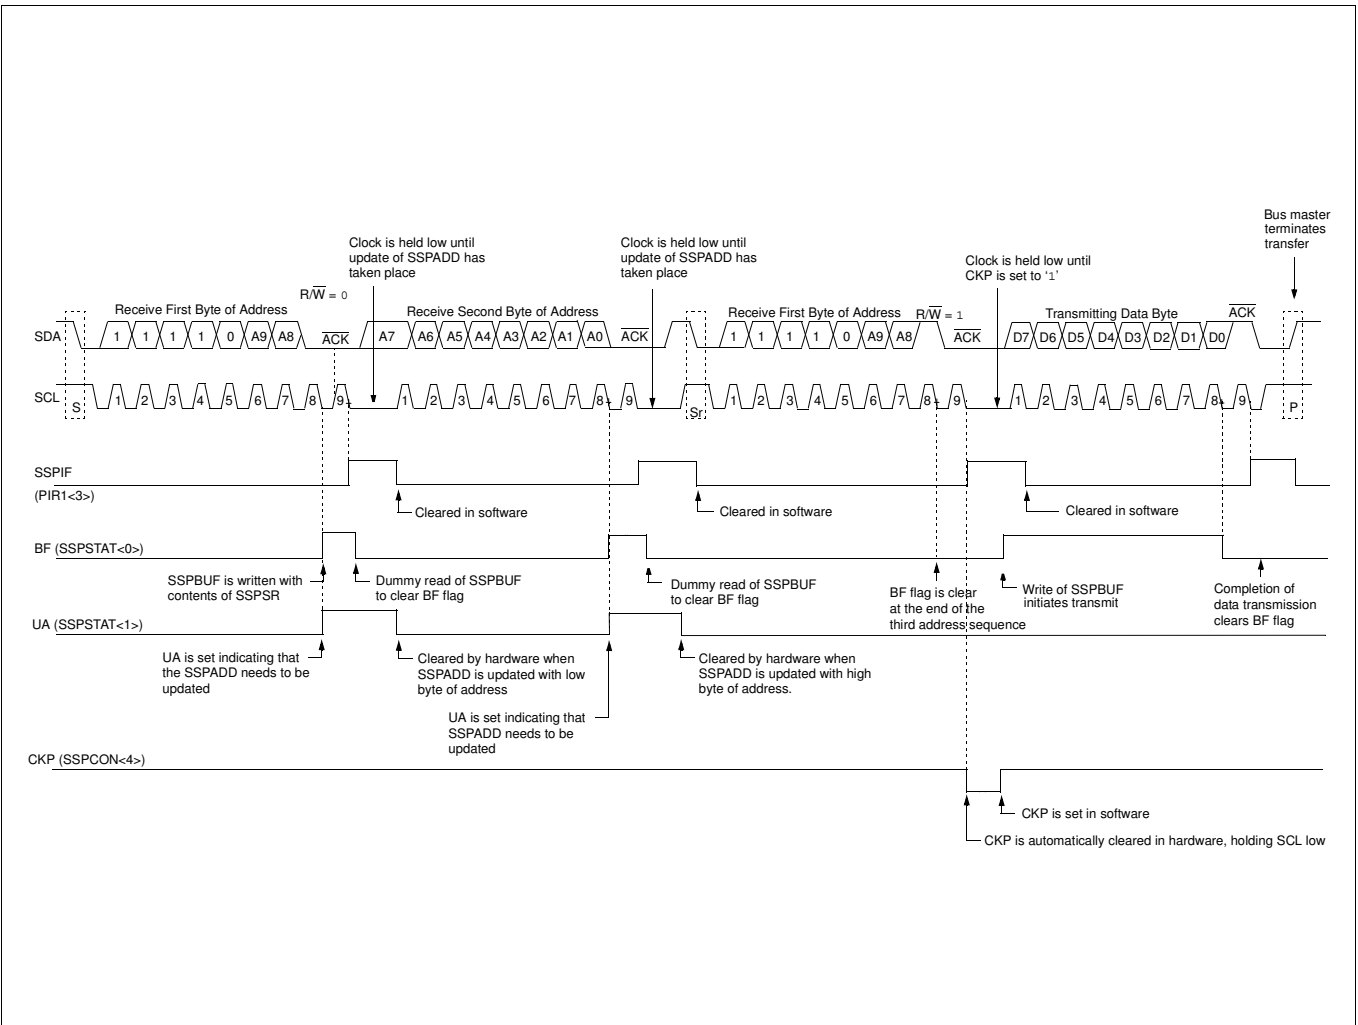 Bus master
terminates
transfer
Clock is held low until
update of SSPADD has
taken place
Clock is held low until
update of SSPADD has
taken place
Clock is held low until
CKP is set to ‘1’
Receive First Byte of Address
R/W = 0
Receive Second Byte of Address
Receive First Byte of Address
R/W = 1
Transmitting Data Byte
ACK
SDA
1 1 1 1 0 A9 A8
ACK
A7 A6 A5 A4 A3 A2 A1 A0
ACK
1 1 1 1 0 A9 A8
ACK
D7 D6 D5 D4 D3 D2 D1 D0
SCL
S
1 2 3 4 5 6 7 8 9
1 2 3 4 5 6 7 8 9
Sr
1 2 3 4 5 6 7 8 9
1 2 3 4 5 6 7 8 9
P
SSPIF
(PIR1<3>)
Cleared in software
Cleared in software
Cleared in software
BF (SSPSTAT<0>)
SSPBUF is written with
contents of SSPSR
Dummy read of SSPBUF
to clear BF flag
Dummy read of SSPBUF
to clear BF flag
BF flag is clear
at the end of the
third address sequence
Write of SSPBUF
initiates transmit
Completion of
data transmission
clears BF flag
UA (SSPSTAT<1>)
UA is set indicating that
the SSPADD needs to be
updated
Cleared by hardware when
SSPADD is updated with low
byte of address
UA is set indicating that
SSPADD needs to be
updated
Cleared by hardware when
SSPADD is updated with high
byte of address.
CKP (SSPCON<4>)
CKP is set in software
CKP is automatically cleared in hardware, holding SCL low